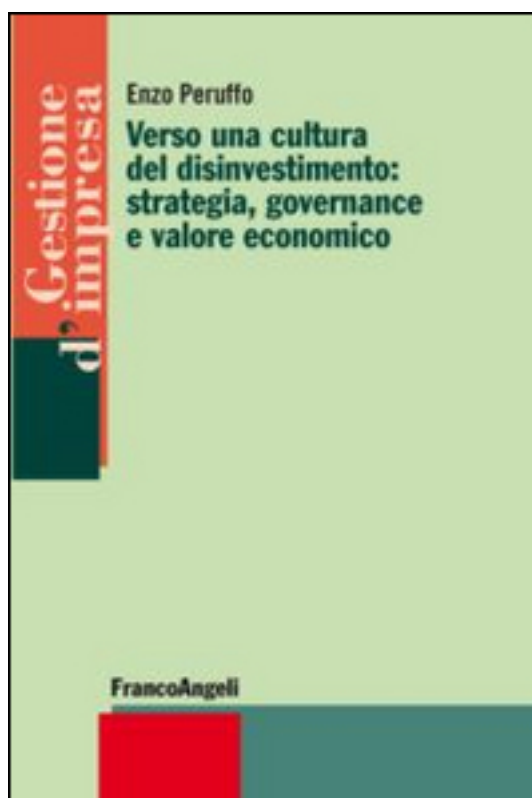 Gestione
d'impresa
Enzo Peruffo
Verso una cultura
del disinvestimento:
strategia, governance
e valore economico
FrancoAngeli